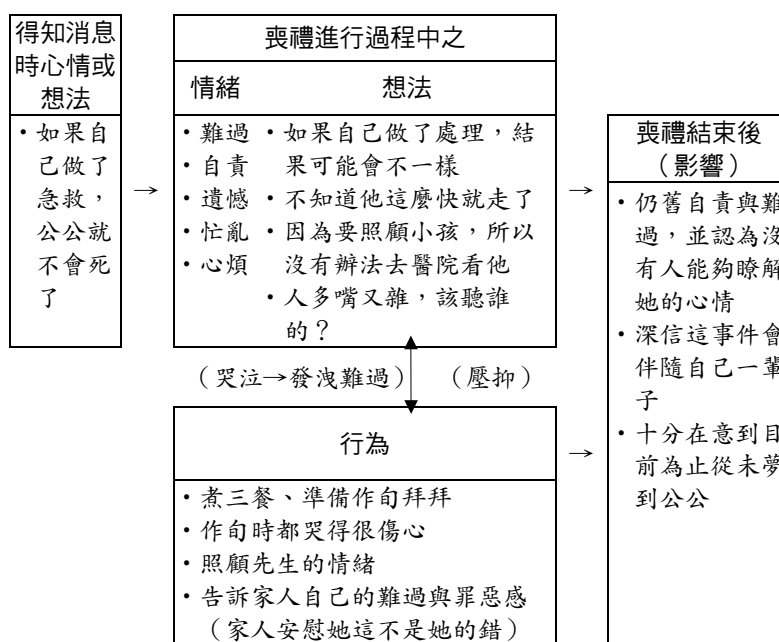 得知消息
時心情或
想法
・如果自
己做了
急救，
公公就
不會死
了
→
喪禮進行過程中之
情緒
想法
・難過
・自責
・遺憾
・忙亂
・心煩
・如果自己做了處理，結
果可能會不一樣
・不知道他這麼快就走了
・因為要照顧小孩，所以
沒有辦法去醫院看他
・人多嘴又雜，該聽誰
的？
（哭泣→發洩難過）
（壓抑）
行為
・煮三餐、準備作旬拜拜
・作旬時都哭得很傷心
・照顧先生的情緒
・告訴家人自己的難過與罪惡感
（家人安慰她這不是她的錯）
→
→
喪禮結束後
（影響）
・仍舊自責與難
過，並認為沒
有人能夠瞭解
她的心情
・深信這事件會
伴隨自己一輩
子
・十分在意到目
前為止從未夢
到公公